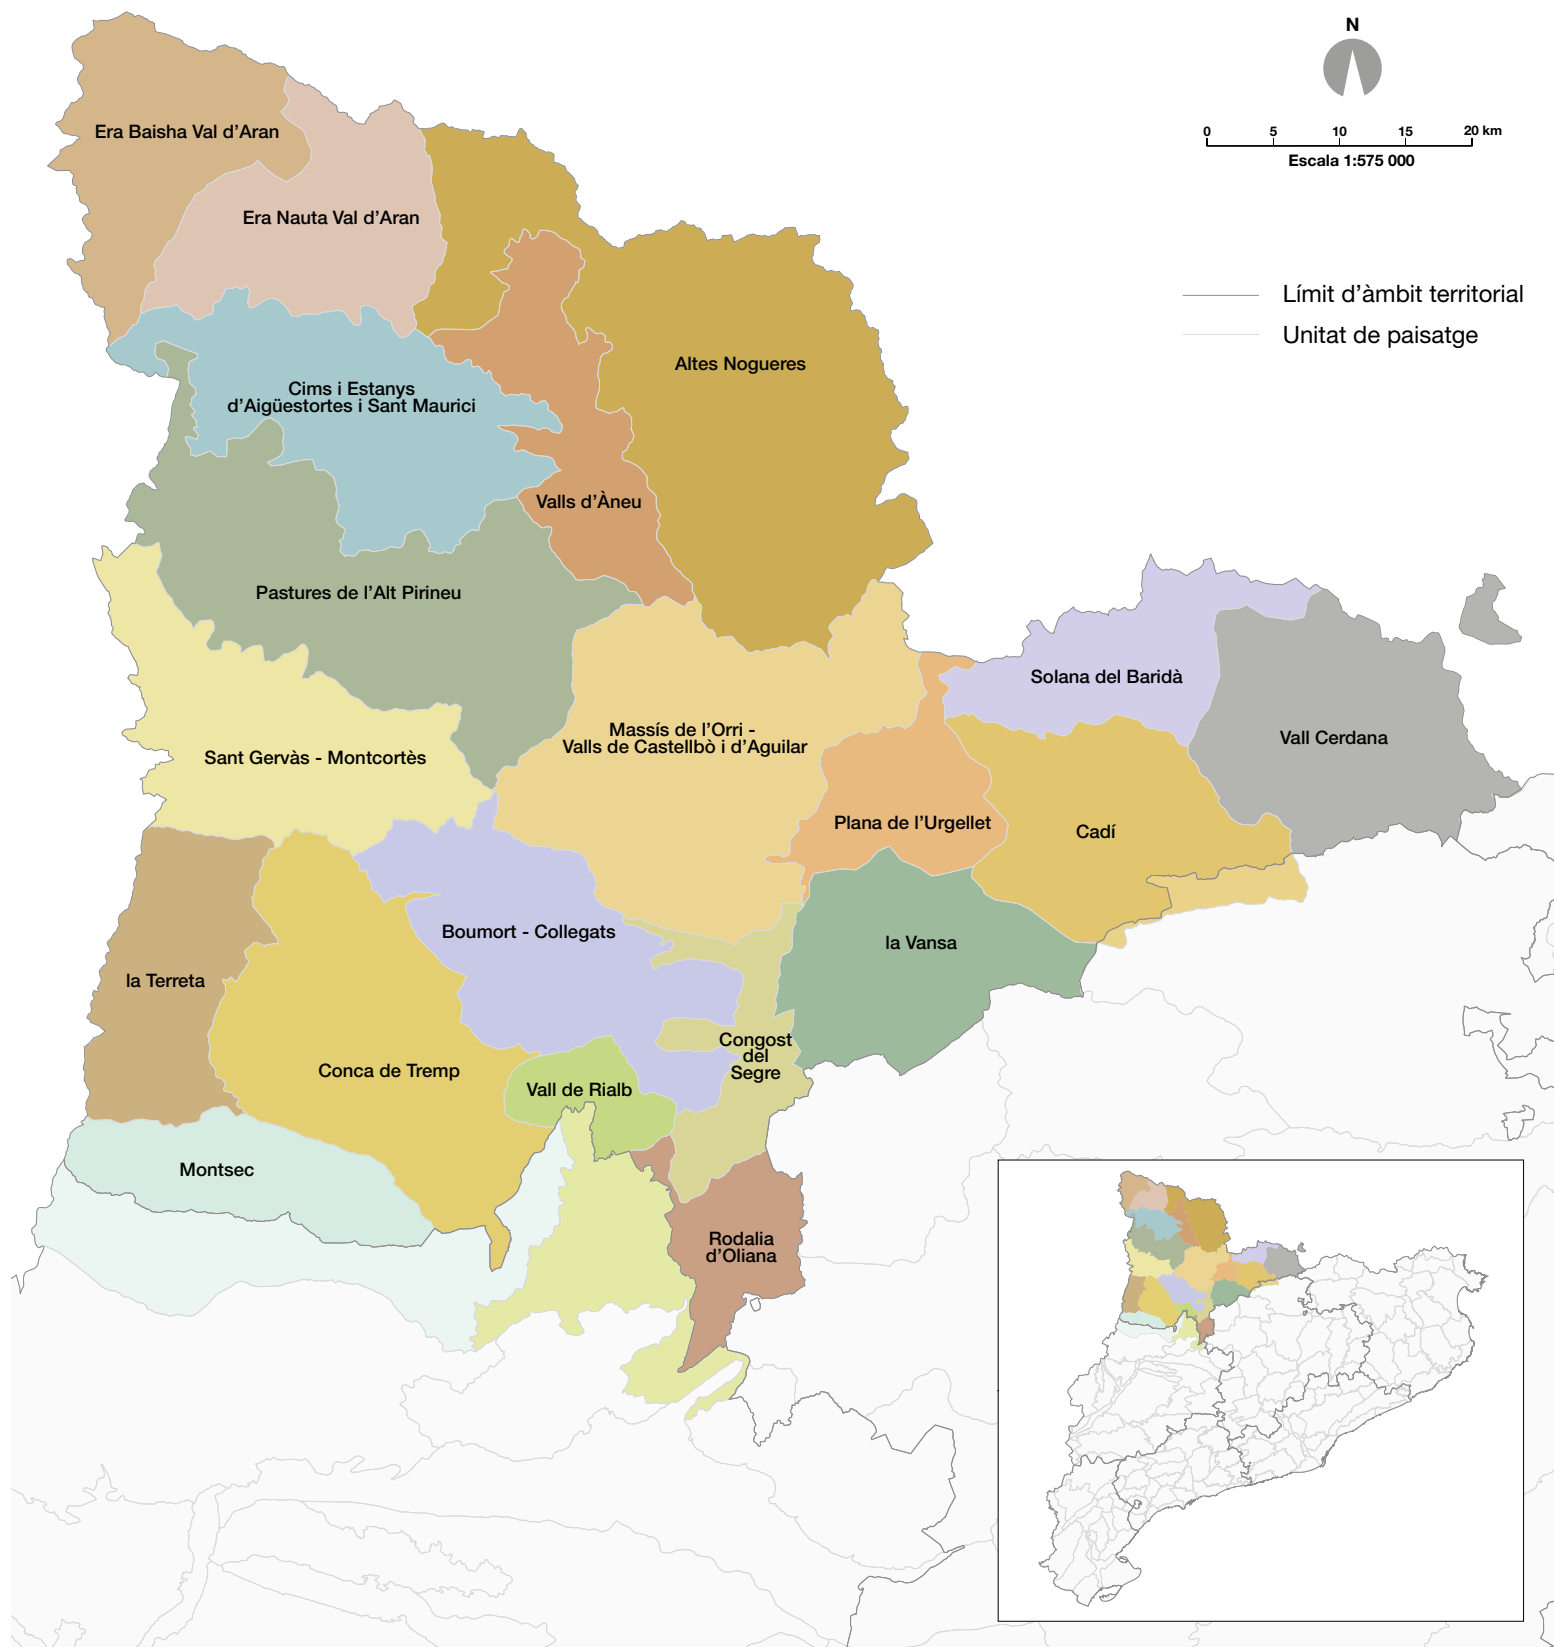 N
0 5 10 15 20 km
Escala 1:575 000
Límit d’àmbit territorial
Unitat de paisatge
Era Baisha Val d’Aran
Era Nauta Val d’Aran
Altes Nogueres
Cims i Estanys
d’Aigüestortes i Sant Maurici
Valls d’Àneu
Pastures de l’Alt Pirineu
Solana del Baridà
Massís de l’Orri -
Valls de Castellbò i d’Aguilar
Vall Cerdana
Sant Gervàs - Montcortès
Plana de l’Urgellet
Cadí
Boumort - Collegats
la Vansa
la Terreta
Congost
del
Segre
Conca de Tremp
Vall de Rialb
Montsec
Rodalia
d’Oliana